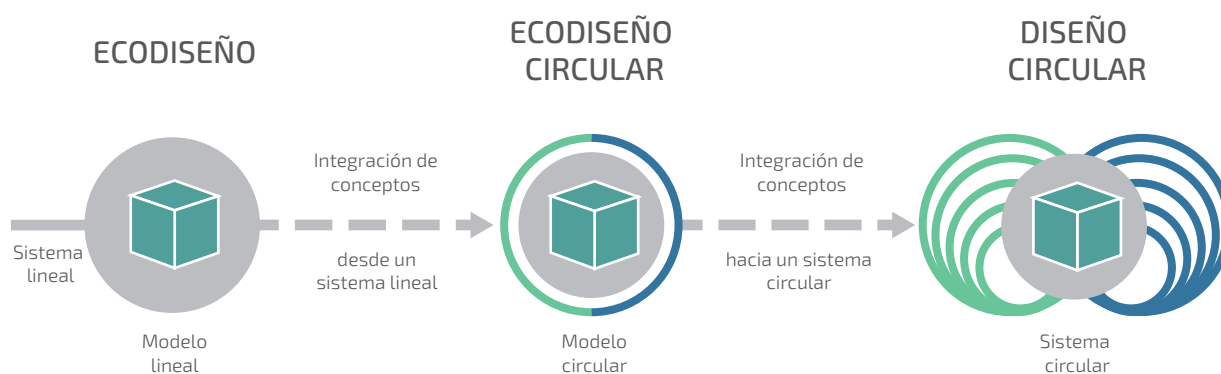 ECODISEÑO
ECODISEÑO
CIRCULAR
DISEÑO
CIRCULAR
Sistema
lineal
Modelo
lineal
Integración de
conceptos
desde un
sistema lineal
Modelo
circular
Integración de
conceptos
hacia un sistema
circular
Sistema
circular